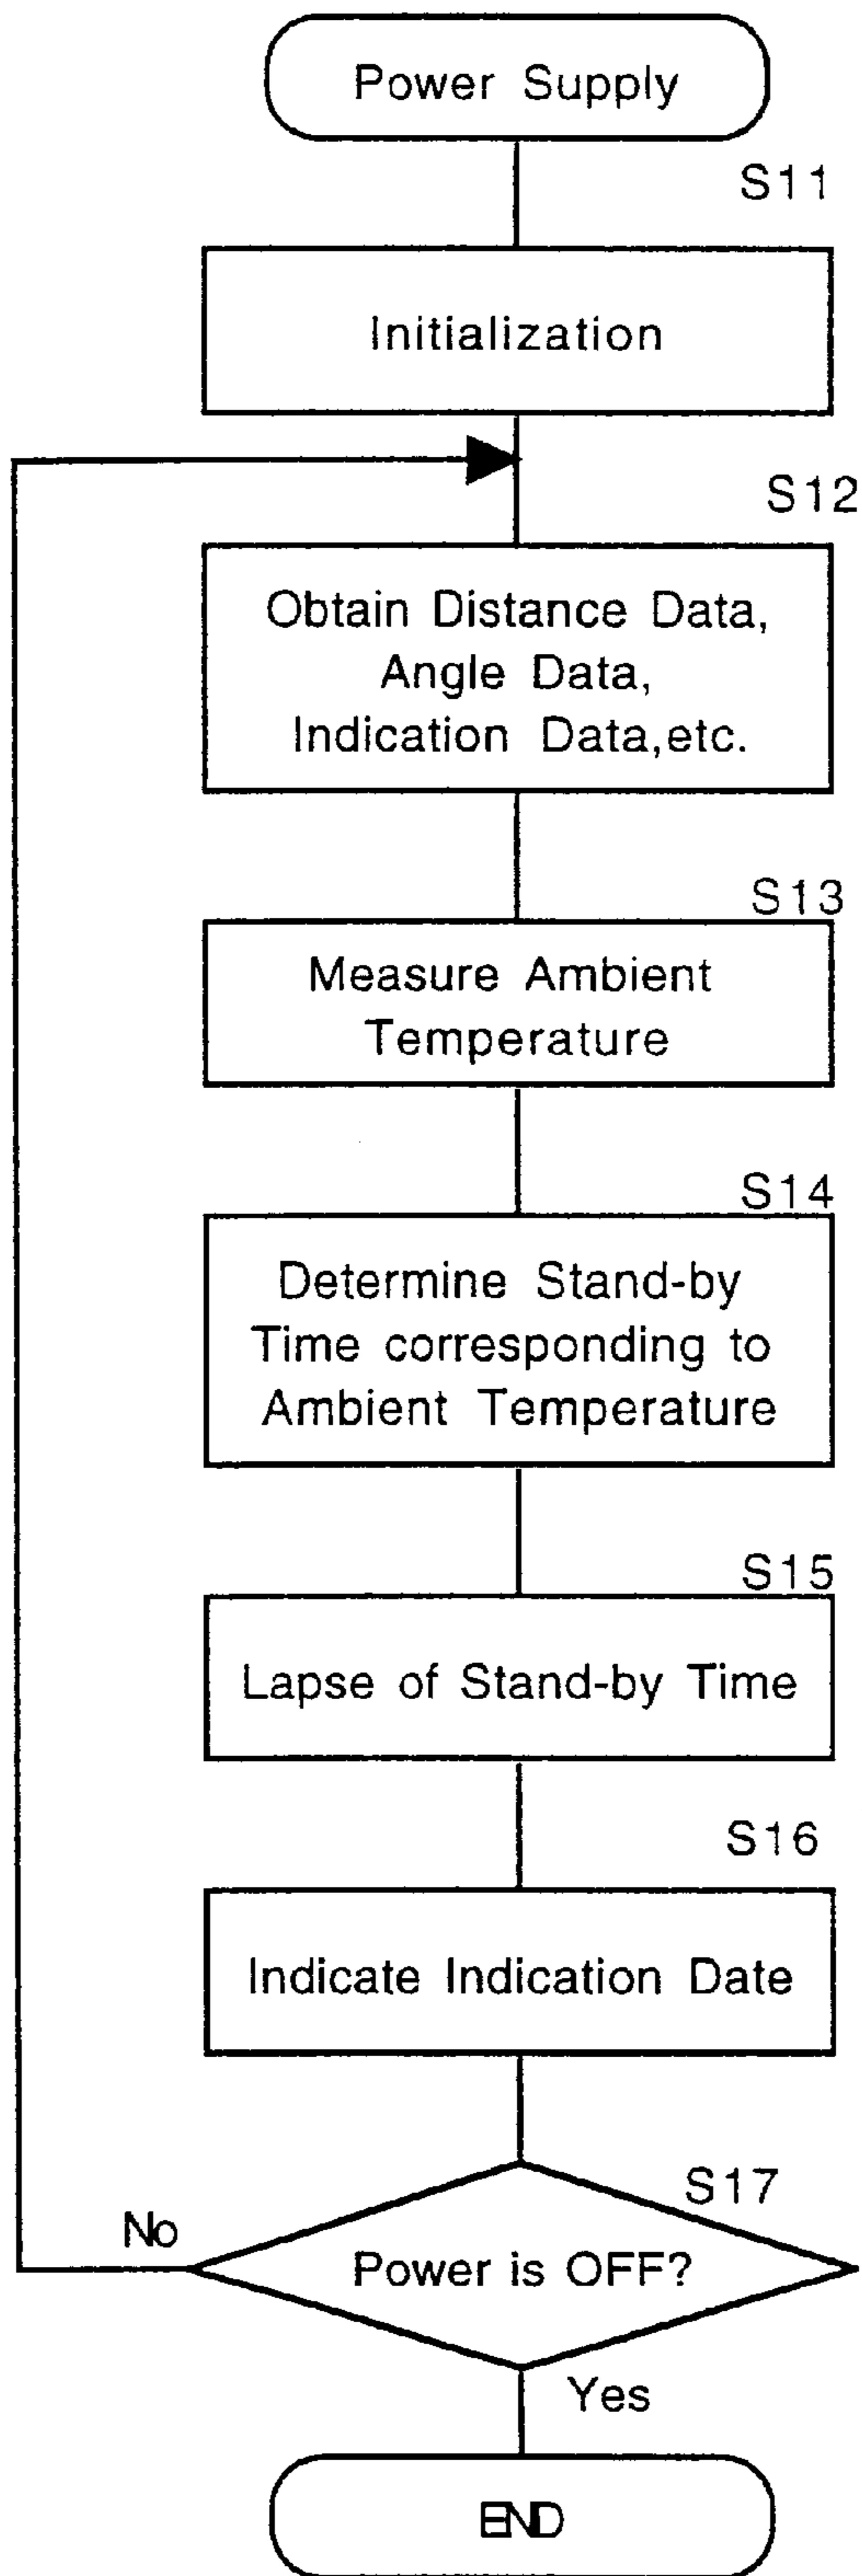 Power Supply
S11
Initialization
S12
Obtain Distance Data,
Angle Data,
Indication Data,etc.
S13
Measure Ambient
Temperature
S14
Determine Stand-by
Time corresponding to
Ambient Temperature
S15
Lapse of Stand-by Time
S16
Indicate Indication Date
S17
No
Power is OFF?
Yes
END